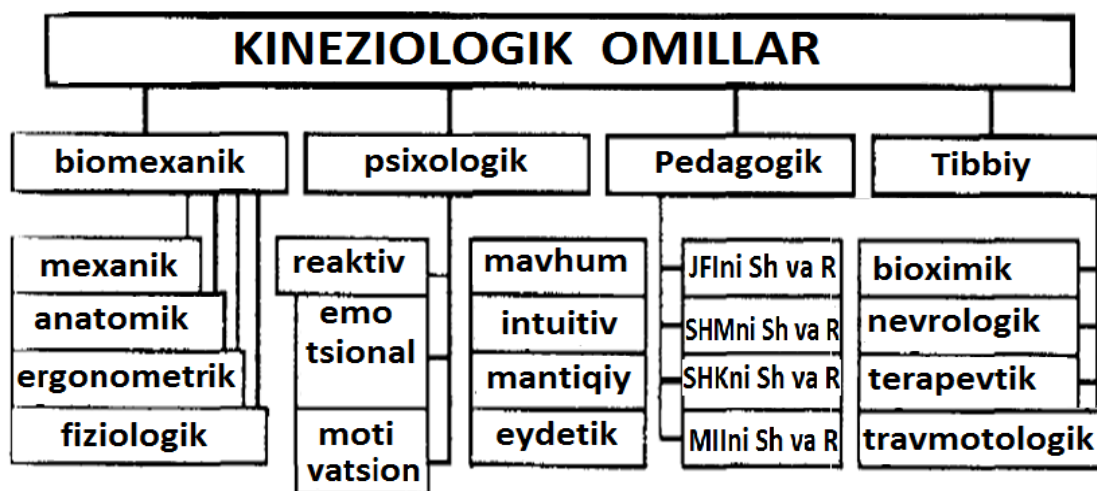 KINEZIOLOGIK OMILLAR
biomexanik
psixologik
Pedagogik
Tibbiy
mexanik
anatomik
ergonometrik
fiziologik
reaktiv
emo
tsional
moti
vatsion
mavhum
intuitiv
mantiqiy
eydetik
JFIni Sh va R
SHMni Sh va R
SHKni Sh va R
MIIni Sh va R
bioximik
nevrologik
terapevtik
travmotologik